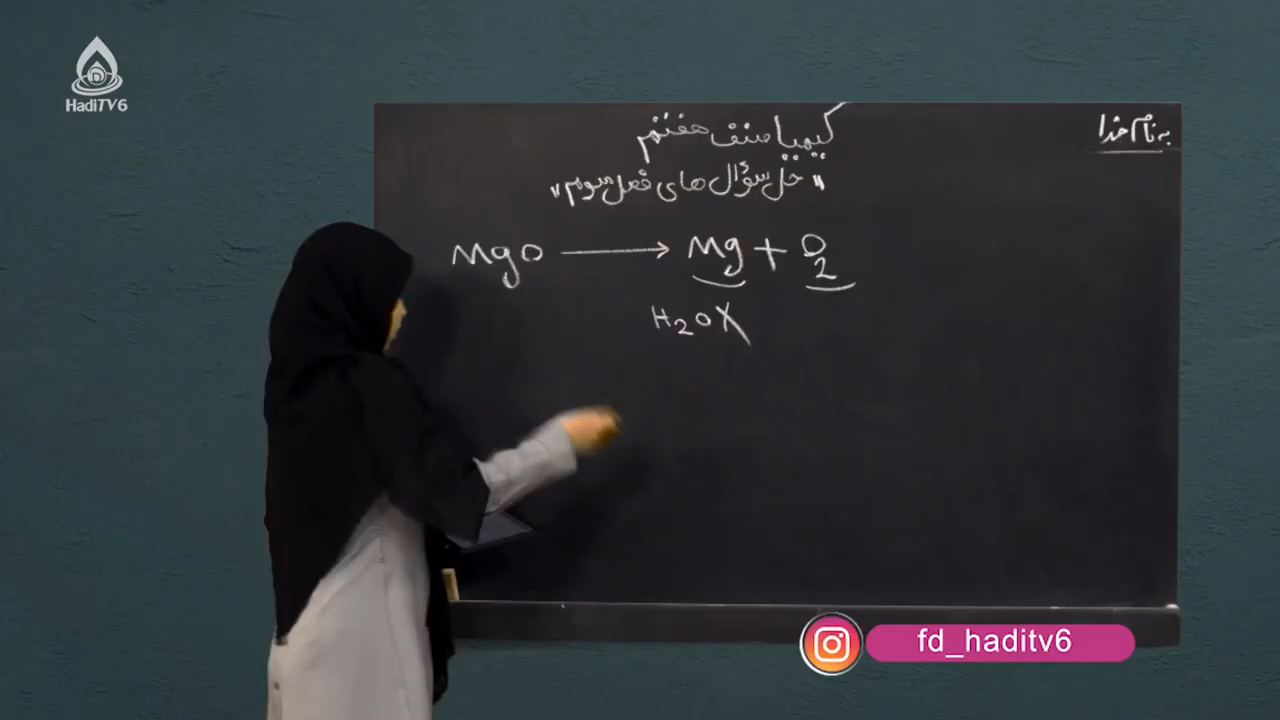 HadiTV6
به نام خدا
کیمیا صنف هفتم
"حل سؤال های فصل سوم"
MgO ⟶ Mg + O₂
H₂O X
fd_haditv6